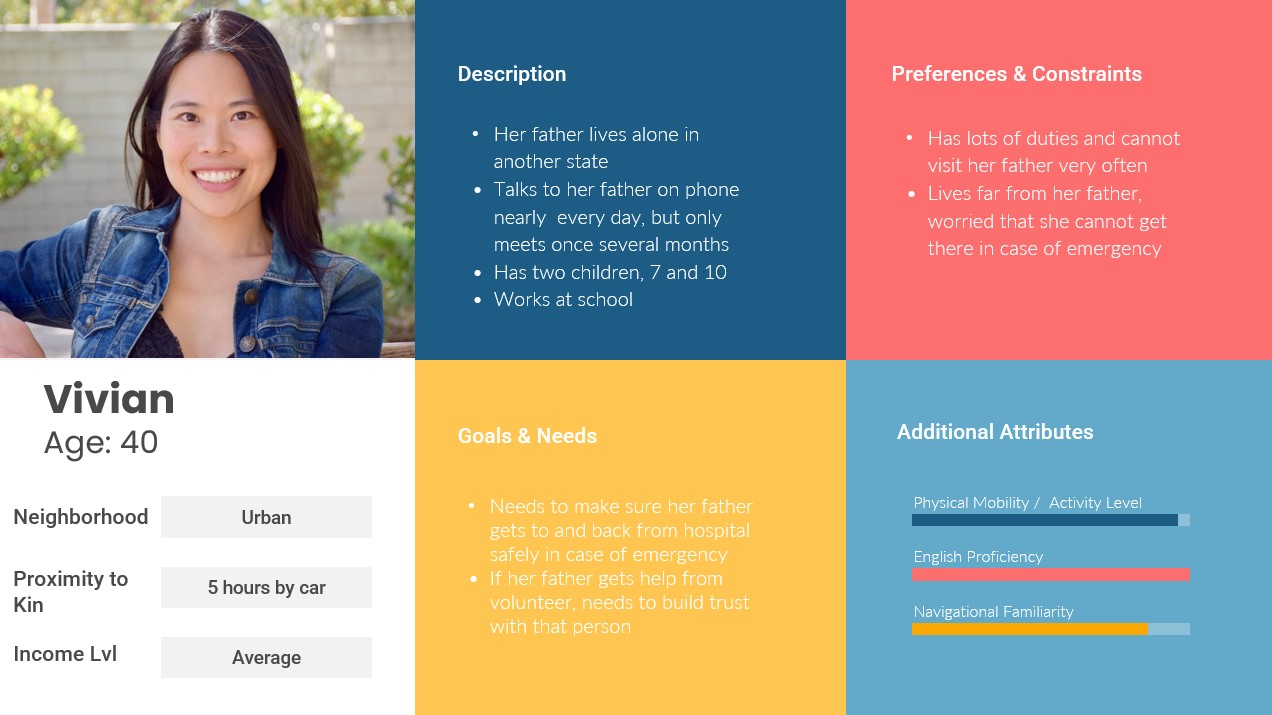 Vivian
Age: 40
Neighborhood
Urban
Proximity to
Kin
5 hours by car
Income Lvl
Average
Description
• Her father lives alone in
another state
• Talks to her father on phone
nearly  every day, but only
meets once several months
• Has two children, 7 and 10
• Works at school
Preferences & Constraints
• Has lots of duties and cannot
visit her father very often
• Lives far from her father,
worried that she cannot get
there in case of emergency
Goals & Needs
• Needs to make sure her father
gets to and back from hospital
safely in case of emergency
• If her father gets help from
volunteer, needs to build trust
with that person
Additional Attributes
Physical Mobility /  Activity Level
English Proficiency
Navigational Familiarity